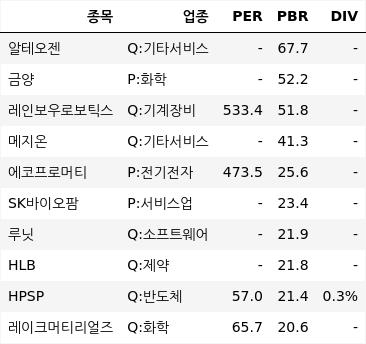 종목 업종 PER PBR DIV
알테오젠 Q:기타서비스 - 67.7 -
금양 P:화학 - 52.2 -
레인보우로보틱스 Q:기계장비 533.4 51.8 -
메지온 Q:기타서비스 - 41.3 -
에코프로머티 P:전기전자 473.5 25.6 -
SK바이오팜 P:서비스업 - 23.4 -
루닛 Q:소프트웨어 - 21.9 -
HLB Q:제약 - 21.8 -
HPSP Q:반도체 57.0 21.4 0.3%
레이크머티리얼즈 Q:화학 65.7 20.6 -